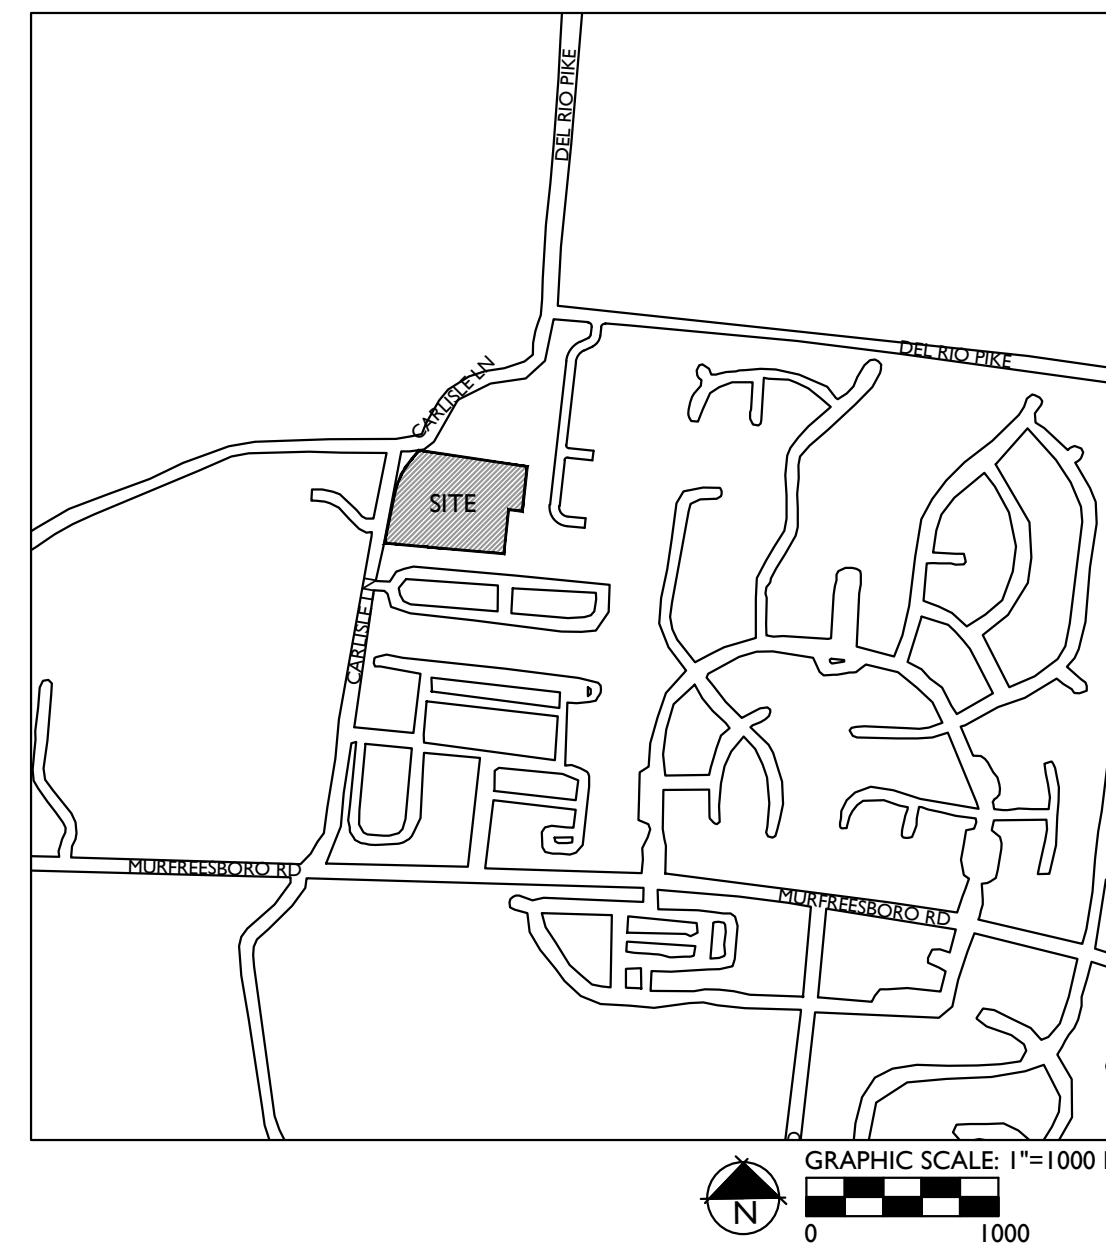 DEL RIO PIKE
DEL RIO PIKE
CARLISLE LN
SITE
CARLISLE LN
MURFREESBORO RD
MURFREESBORO RD
GRAPHIC SCALE: 1"=1000
N
0 1000